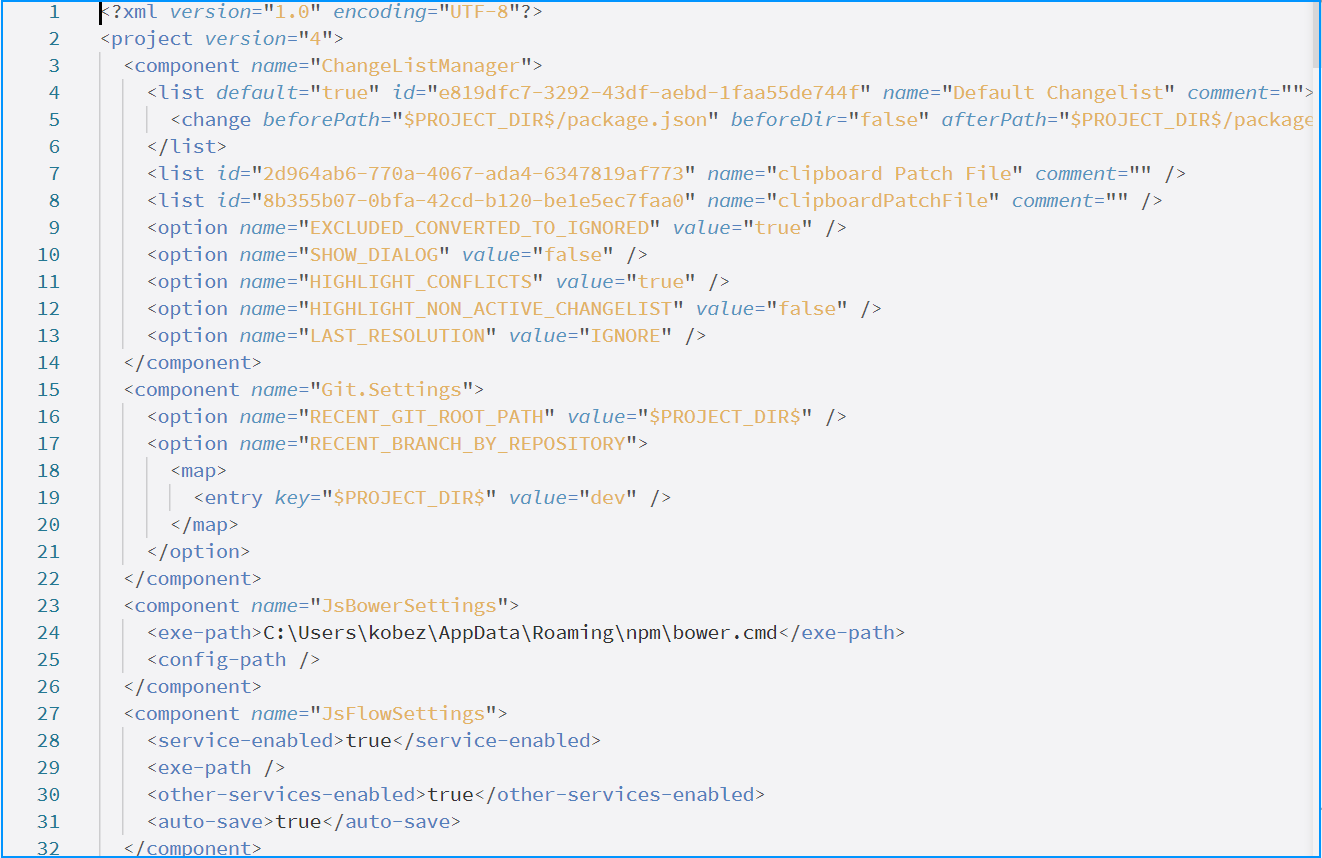 1 <?xml version="1.0" encoding="UTF-8"?>
2 <project version="4">
3 <component name="ChangeListManager">
4 <list default="true" id="e819dfc7-3292-43df-aebd-1faa55de744f" name="Default Changelist" comment="">
5 <change beforePath="$PROJECT_DIR$/package.json" beforeDir="false" afterPath="$PROJECT_DIR$/package
6 </list>
7 <list id="2d964ab6-770a-4067-ada4-6347819af773" name="clipboard Patch File" comment="" />
8 <list id="8b355b07-0bfa-42cd-b120-be1e5ec7faa0" name="clipboardPatchFile" comment="" />
9 <option name="EXCLUDED_CONVERTED_TO_IGNORED" value="true" />
10 <option name="SHOW_DIALOG" value="false" />
11 <option name="HIGHLIGHT_CONFLICTS" value="true" />
12 <option name="HIGHLIGHT_NON_ACTIVE_CHANGELIST" value="false" />
13 <option name="LAST_RESOLUTION" value="IGNORE" />
14 </component>
15 <component name="Git.Settings">
16 <option name="RECENT_GIT_ROOT_PATH" value="$PROJECT_DIR$" />
17 <option name="RECENT_BRANCH_BY_REPOSITORY">
18 <map>
19 <entry key="$PROJECT_DIR$" value="dev" />
20 </map>
21 </option>
22 </component>
23 <component name="JsBowerSettings">
24 <exe-path>C:\Users\kobez\AppData\Roaming\npm\bower.cmd</exe-path>
25 <config-path />
26 </component>
27 <component name="JsFlowSettings">
28 <service-enabled>true</service-enabled>
29 <exe-path />
30 <other-services-enabled>true</other-services-enabled>
31 <auto-save>true</auto-save>
32 </component>